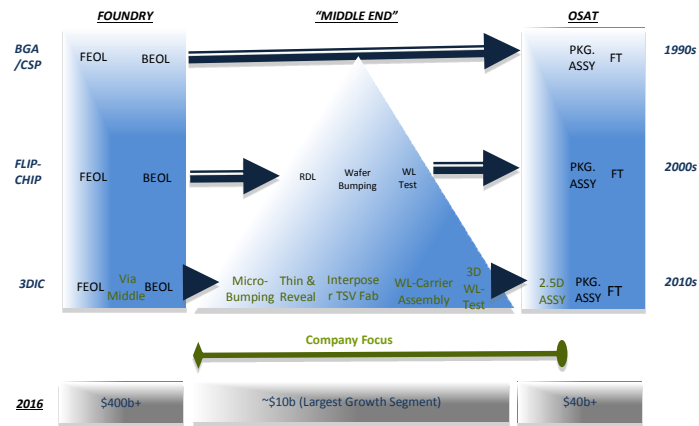 FOUNDRY
“MIDDLE END”
OSAT
BGA
/CSP
FEOL
BEOL
PKG.
ASSY
FT
1990s
FLIP-
CHIP
FEOL
BEOL
RDL
Wafer
Bumping
WL
Test
PKG.
ASSY
FT
2000s
3DIC
FEOL
Via
Middle
BEOL
Micro-
Bumping
Thin &
Reveal
Interpose
r TSV Fab
WL-Carrier
Assembly
3D
WL-
Test
2.5D
ASSY
PKG.
ASSY
FT
2010s
Company Focus
2016
$400b+
~$10b (Largest Growth Segment)
$40b+